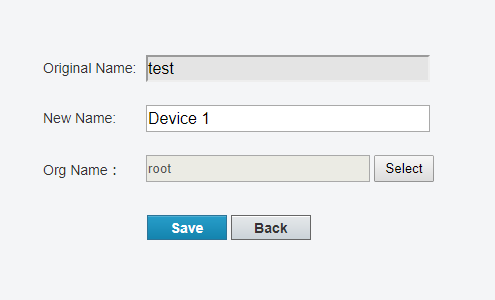 Original Name: test
New Name: Device 1
Org Name : root Select
Save Back